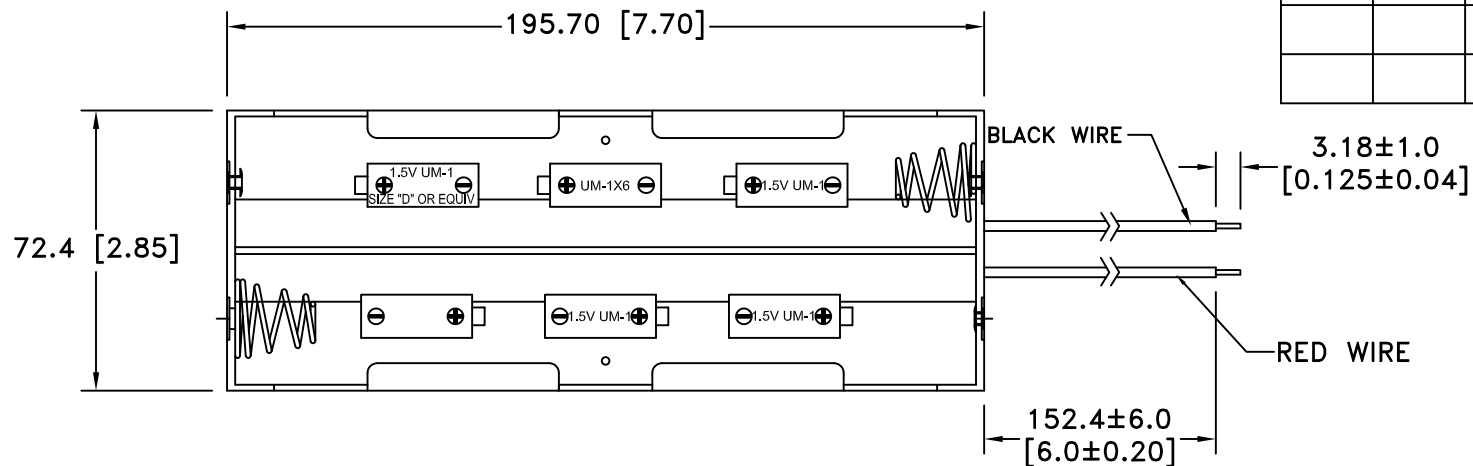 195.70 [7.70]
BLACK WIRE
3.18±1.0
[0.125±0.04]
1.5V UM-1
SIZE "D" OR EQUIV
UM-1X6
1.5V UM-1
72.4 [2.85]
1.5V UM-1
1.5V UM-1
RED WIRE
152.4±6.0
[6.0±0.20]